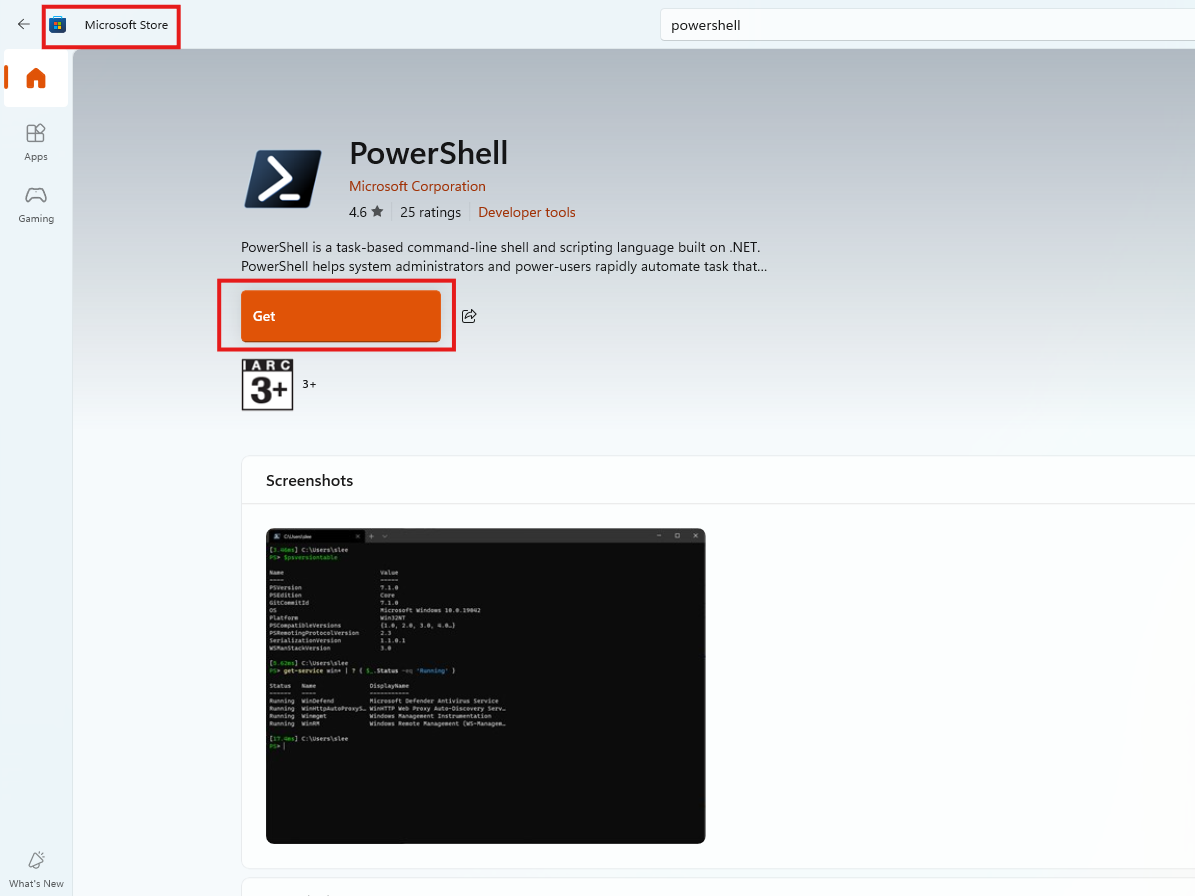 Microsoft Store
powershell
Apps
Gaming
What's New
PowerShell
Microsoft Corporation
4.6 ★ 25 ratings Developer tools
PowerShell is a task-based command-line shell and scripting language built on .NET.
PowerShell helps system administrators and power-users rapidly automate task that...
Get
IARC
3+
3+
Screenshots
C:\Users\slee
[3.46ms] C:\Users\slee
PS> $psversiontable
Name Value
---- -----
PSVersion 7.1.0
PSEdition Core
GitCommitId 7.1.0
OS Microsoft Windows 10.0.19042
Platform Win32NT
PSCompatibleVersions {1.0, 2.0, 3.0, 4.0…}
PSRemotingProtocolVersion 2.3
SerializationVersion 1.1.0.1
WSManStackVersion 3.0
[5.62ms] C:\Users\slee
PS> get-service win* | ? { $_.Status -eq 'Running' }
Status Name DisplayName
------ ---- -----------
Running WinDefend Microsoft Defender Antivirus Service
Running WinHttpAutoProxyS… WinHTTP Web Proxy Auto-Discovery Serv…
Running Winmgmt Windows Management Instrumentation
Running WinRM Windows Remote Management (WS-Managem…
[37.4ms] C:\Users\slee
PS>